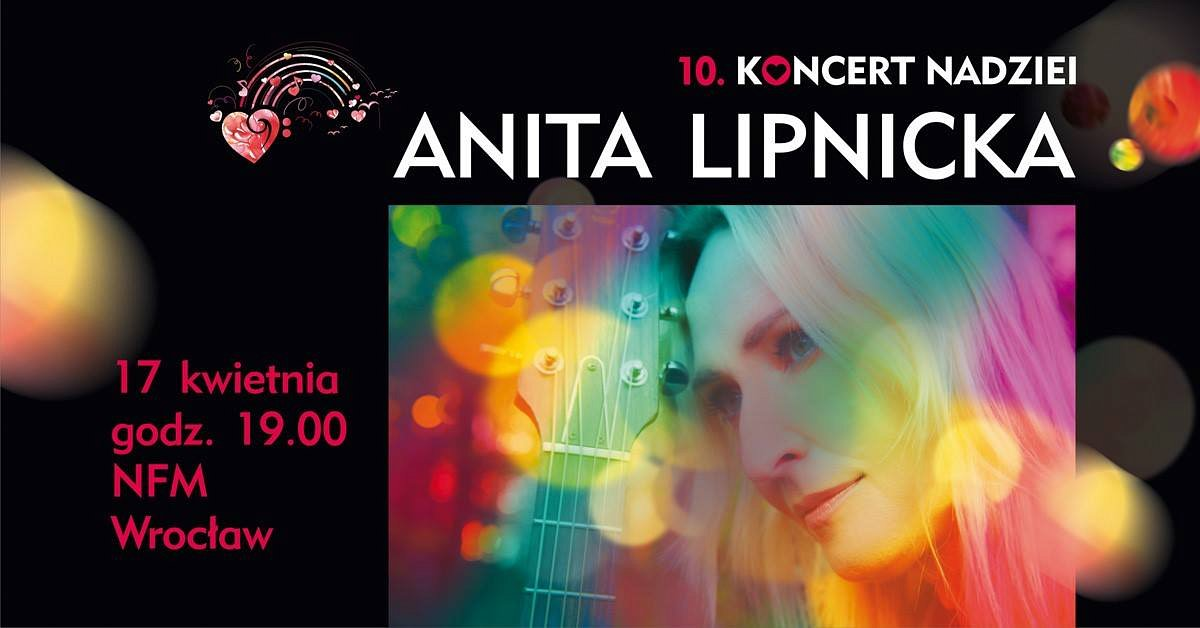 10. KONCERT NADZIEI
ANITA LIPNICKA
17 kwietnia
godz. 19.00
NFM
Wrocław